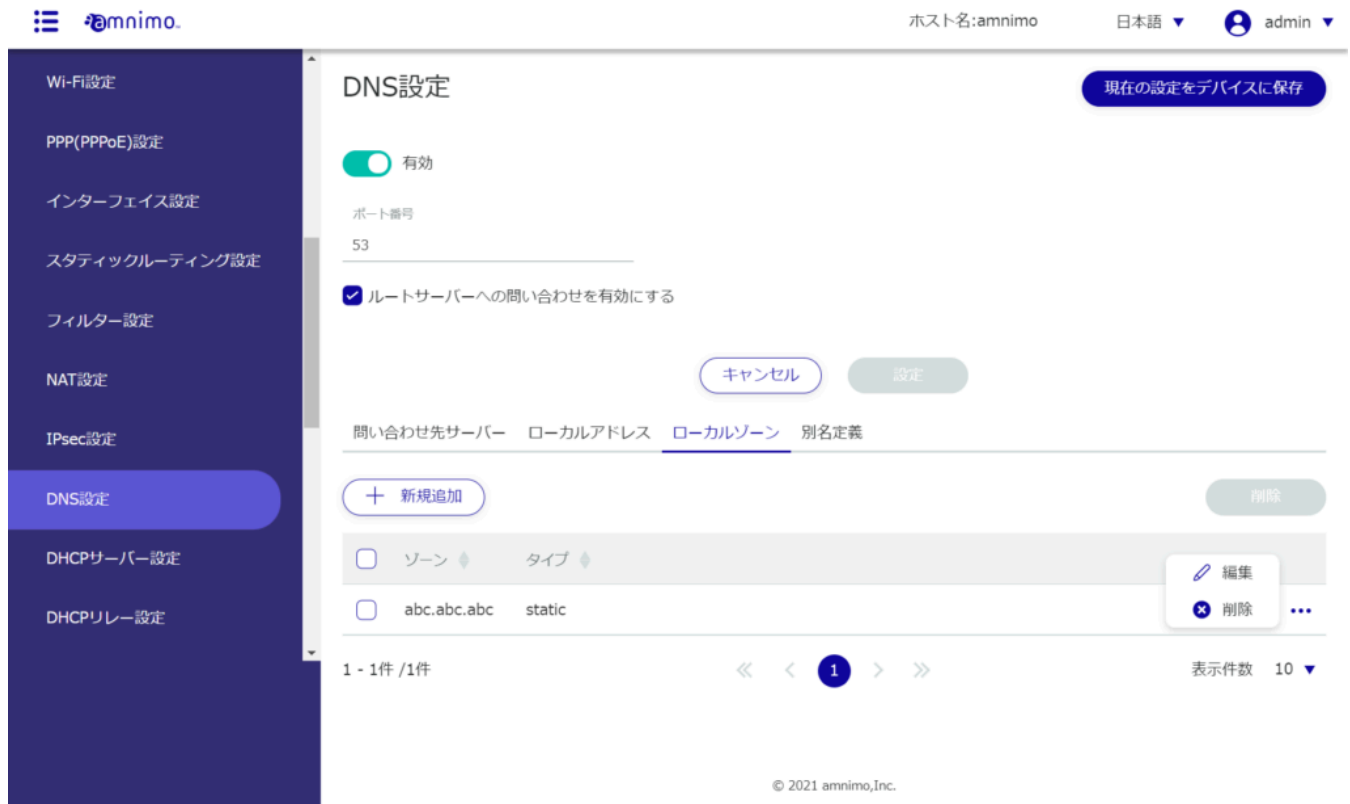 amnimo
ホスト名:amnimo 日本語 ▼ admin ▼
Wi-Fi設定
PPP(PPPoE)設定
インターフェイス設定
スタティックルーティング設定
フィルター設定
NAT設定
IPsec設定
DNS設定
DHCPサーバー設定
DHCPリレー設定
DNS設定
現在の設定をデバイスに保存
有効
ポート番号
53
ルートサーバーへの問い合わせを有効にする
キャンセル 設定
問い合わせ先サーバー ローカルアドレス ローカルゾーン 別名定義
＋ 新規追加 削除
ゾーン タイプ
編集
abc.abc.abc static
削除 •••
1 - 1件 /1件 « < 1 > » 表示件数 10 ▼
© 2021 amnimo,Inc.